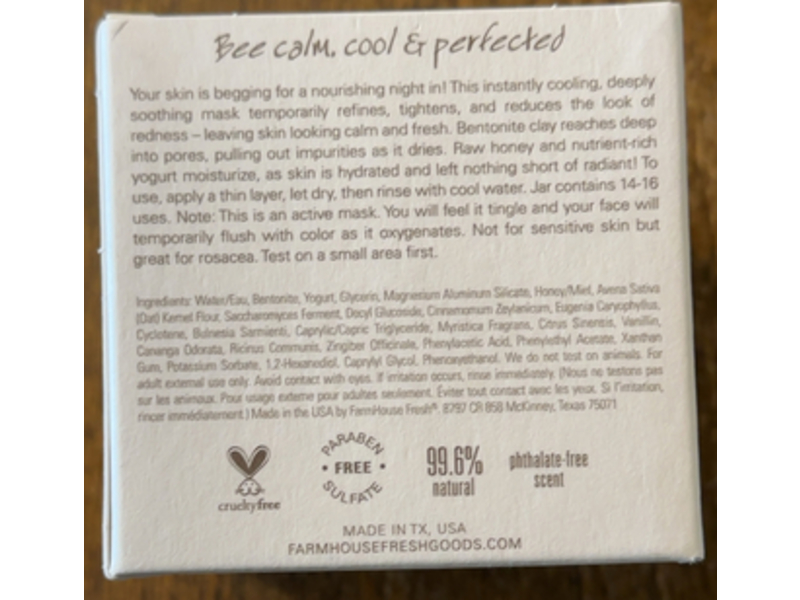 Bee calm, cool & perfected
Your skin is begging for a nourishing night in! This instantly cooling, deeply
soothing mask temporarily refines, tightens, and reduces the look of
redness – leaving skin looking calm and fresh. Bentonite clay reaches deep
into pores, pulling out impurities as it dries. Raw honey and nutrient-rich
yogurt moisturize, as skin is hydrated and left nothing short of radiant! To
use, apply a thin layer, let dry, then rinse with cool water. Jar contains 14-16
uses. Note: This is an active mask. You will feel it tingle and your face will
temporarily flush with color as it oxygenates. Not for sensitive skin but
great for rosacea. Test on a small area first.
Ingredients: Water/Eau, Bentonite, Yogurt, Glycerin, Magnesium Aluminum Silicate, Honey/Miel, Avena Sativa
(Oat) Kernel Flour, Saccharomyces Ferment, Decyl Glucoside, Cinnamomum Zeylanicum, Eugenia Caryophyllus,
Cyclotene, Bulnesia Sarmienti, Caprylic/Capric Triglyceride, Myristica Fragrans, Citrus Sinensis, Vanillin,
Cananga Odorata, Ricinus Communis, Zingiber Officinale, Phenylacetic Acid, Phenylethyl Acetate, Xanthan
Gum, Potassium Sorbate, 1,2-Hexanediol, Caprylyl Glycol, Phenoxyethanol. We do not test on animals. For
adult external use only. Avoid contact with eyes. If irritation occurs, rinse immediately. (Nous ne testons pas
sur les animaux. Pour usage externe pour adultes seulement. Éviter tout contact avec les yeux. Si l'irritation,
rincer immédiatement.) Made in the USA by FarmHouse Fresh®. 8797 CR 858 McKinney, Texas 75071
crueltyfree
PARABEN
• FREE •
SULFATE
99.6%
natural
phthalate-free
scent
MADE IN TX, USA
FARMHOUSEFRESHGOODS.COM